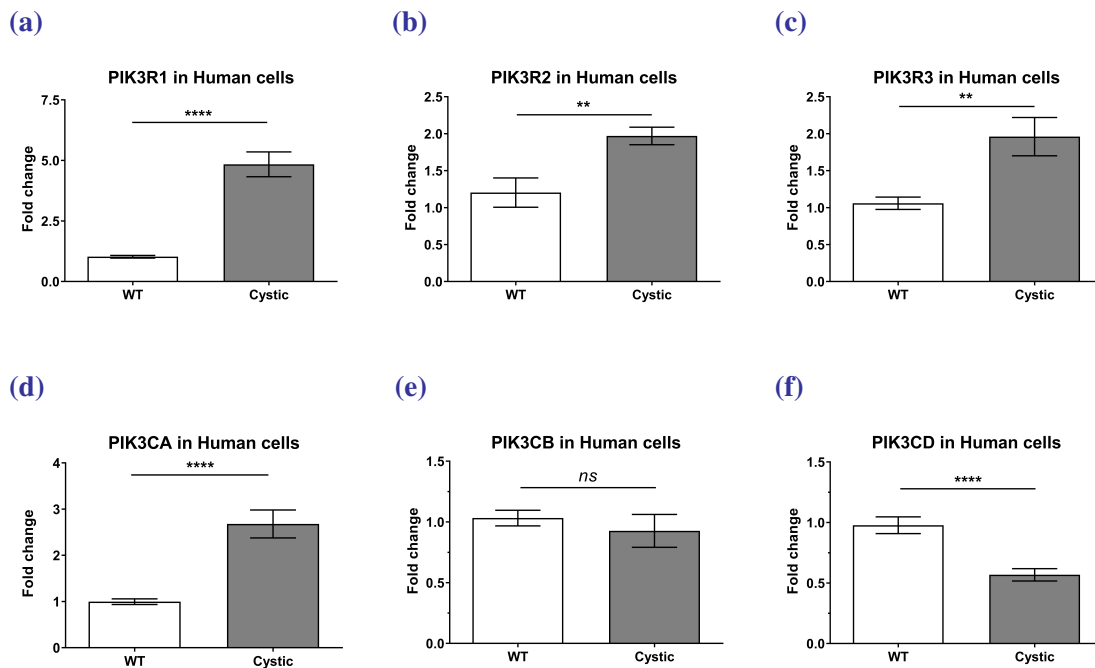 (a)
PIK3R1 in Human cells
****
Fold change
7.5
5.0
2.5
0.0
WT Cystic
(b)
PIK3R2 in Human cells
**
Fold change
2.5
2.0
1.5
1.0
0.5
0.0
WT Cystic
(c)
PIK3R3 in Human cells
**
Fold change
2.5
2.0
1.5
1.0
0.5
0.0
WT Cystic
(d)
PIK3CA in Human cells
****
Fold change
4
3
2
1
0
WT Cystic
(e)
PIK3CB in Human cells
ns
Fold change
1.5
1.0
0.5
0.0
WT Cystic
(f)
PIK3CD in Human cells
****
Fold change
1.5
1.0
0.5
0.0
WT Cystic